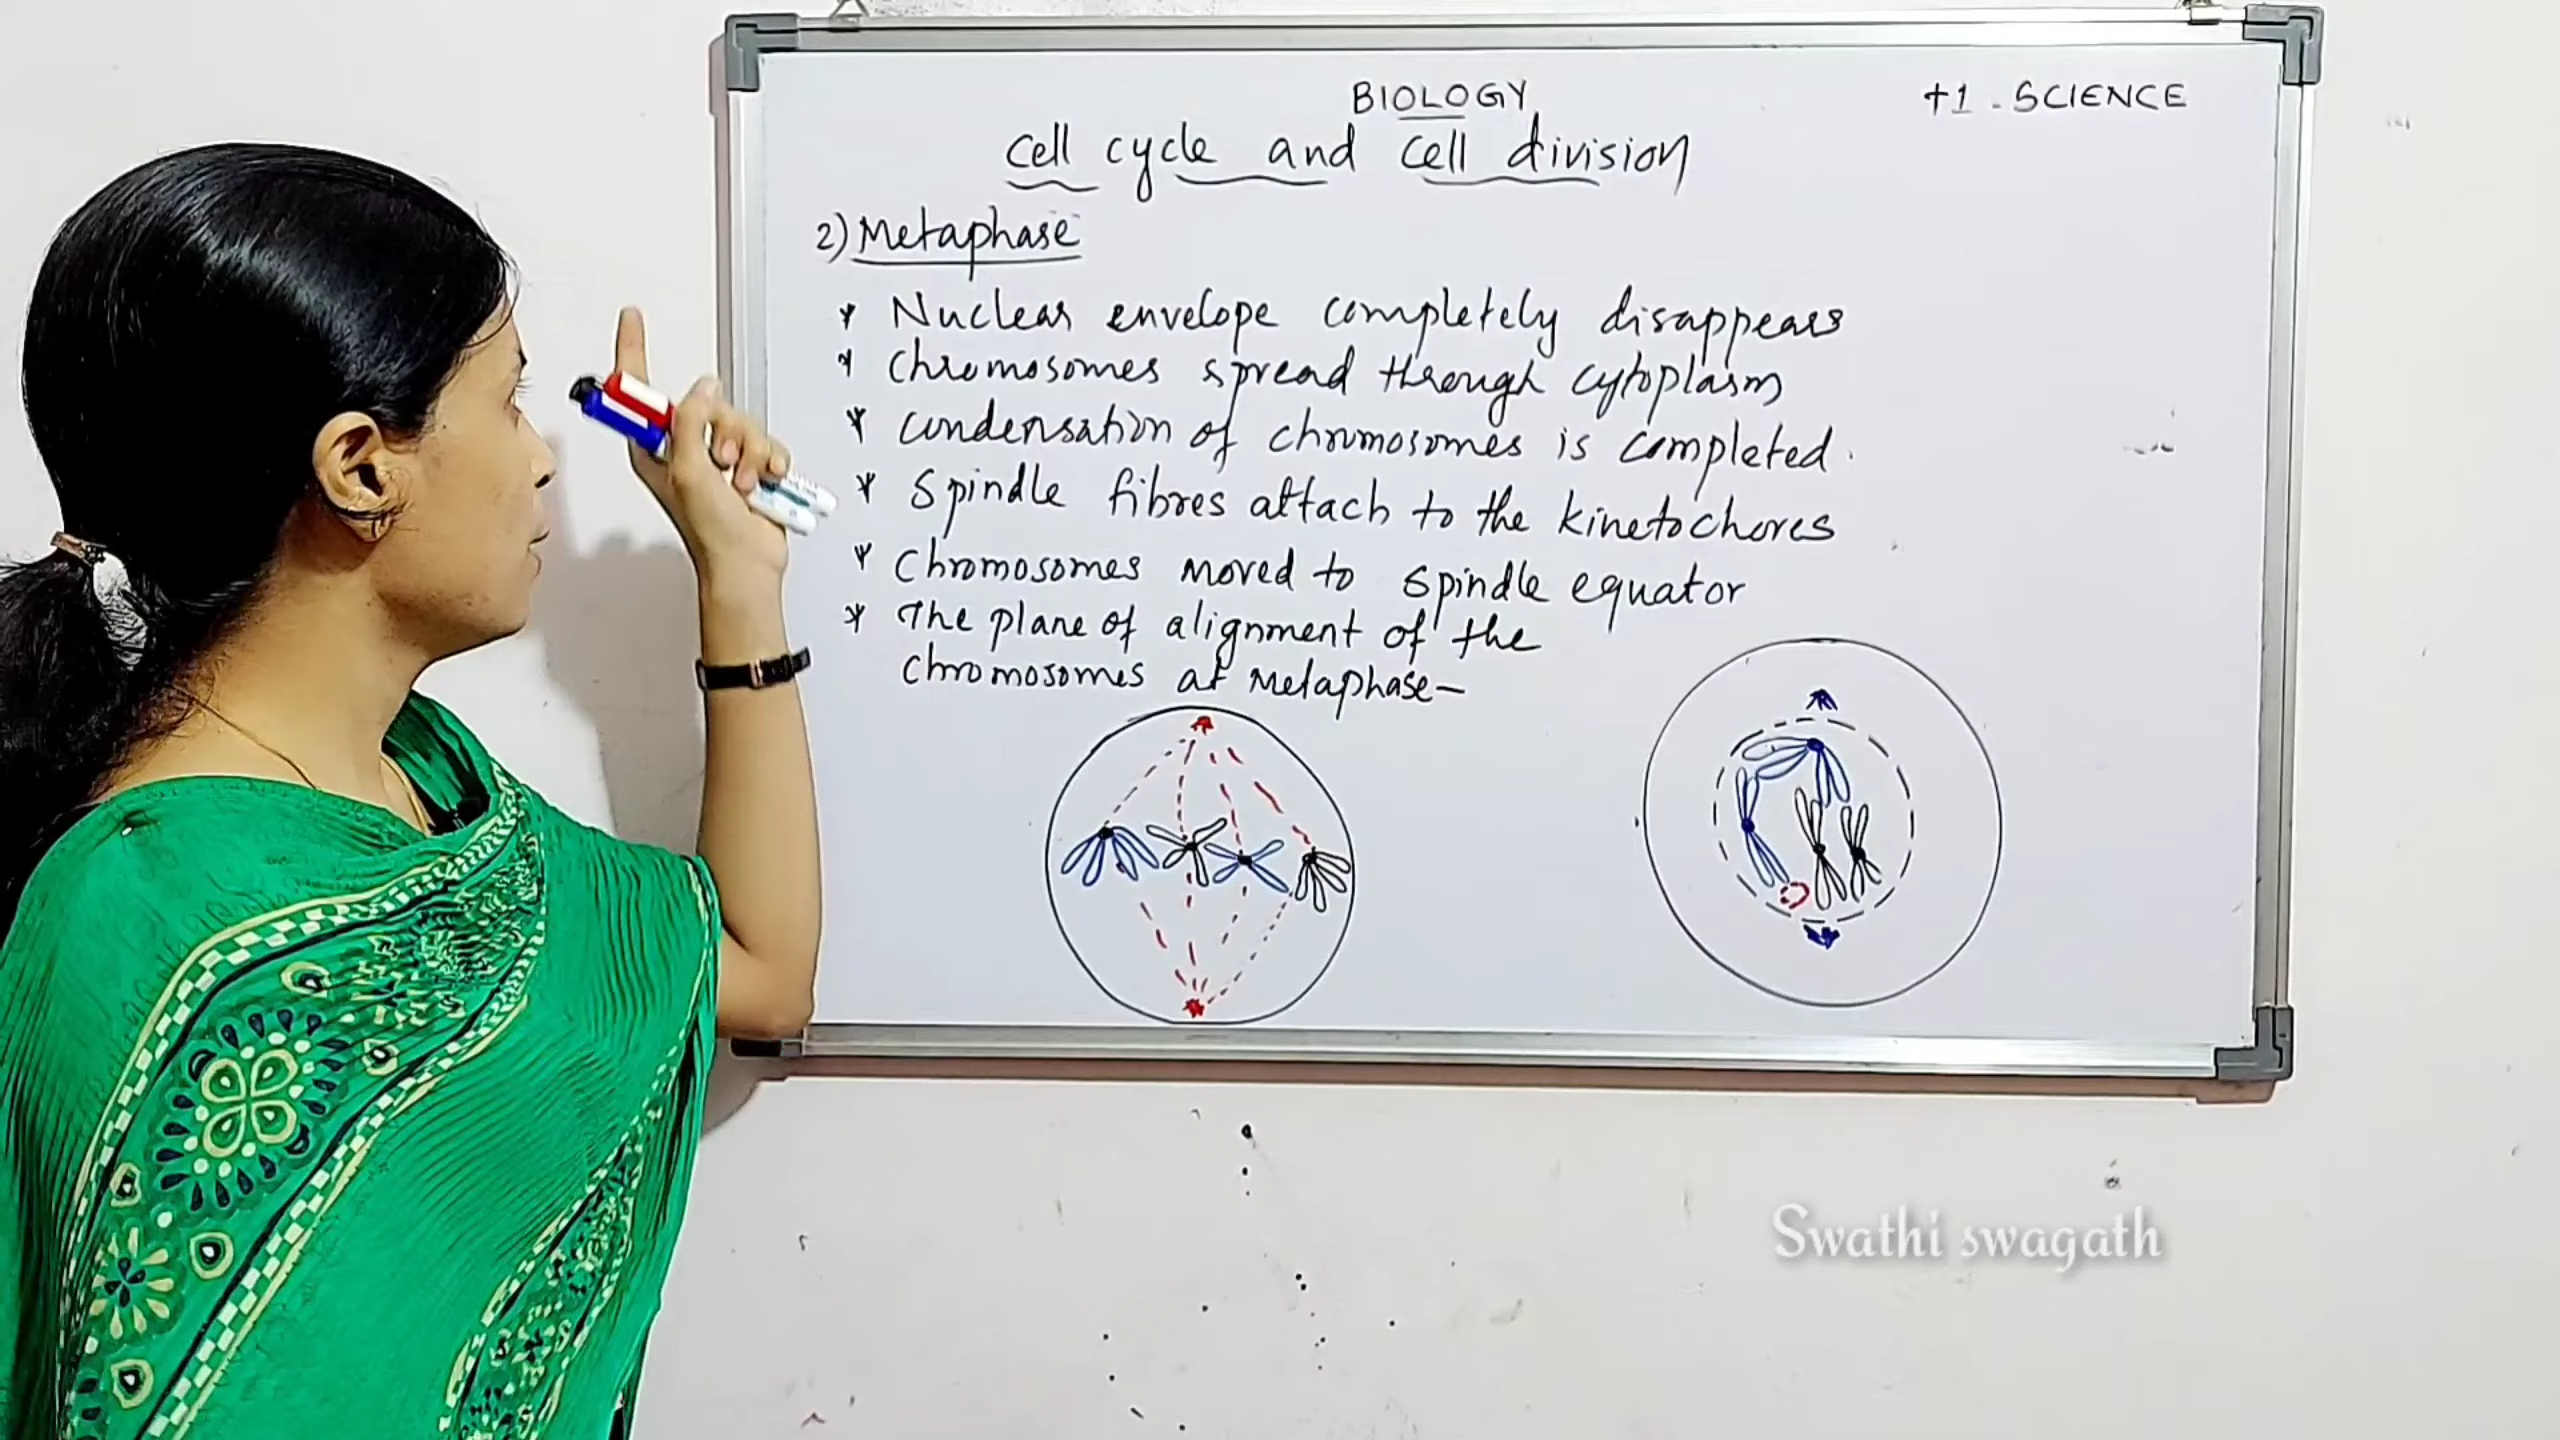 BIOLOGY
+1 - SCIENCE
Cell cycle and cell division
2) Metaphase
* Nuclear envelope completely disappears
* Chromosomes spread through cytoplasm
* condensation of chromosomes is completed.
* Spindle fibres attach to the kinetochores
* Chromosomes moved to spindle equator
* The plane of alignment of the
chromosomes at metaphase-
Swathi swagath